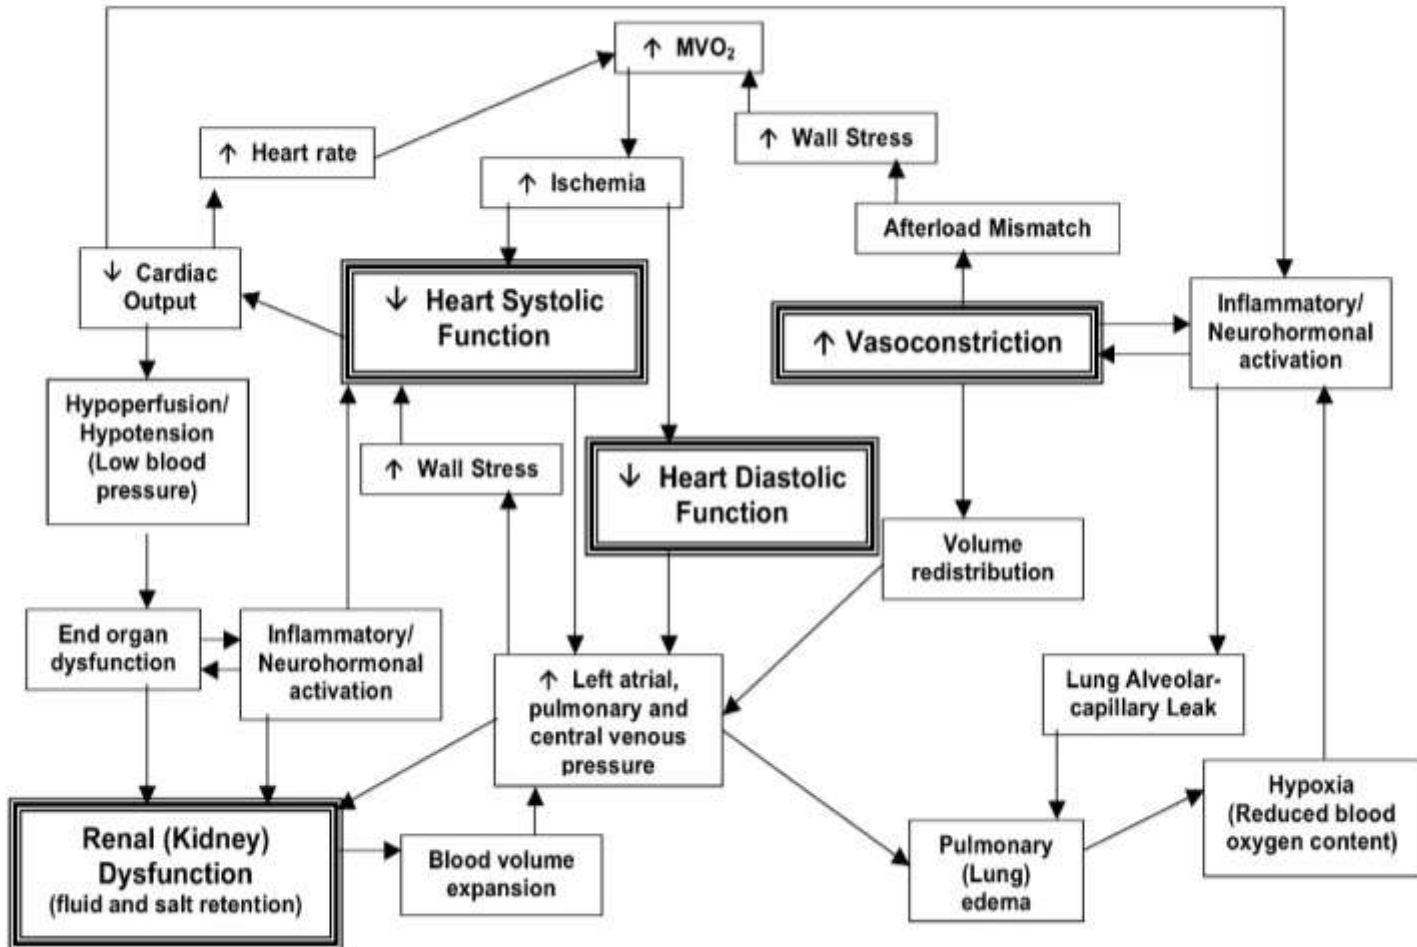 ↑ MVO₂
↑ Wall Stress
↑ Heart rate
↑ Ischemia
Afterload Mismatch
↓ Cardiac
Output
↓ Heart Systolic
Function
↑ Vasoconstriction
Inflammatory/
Neurohormonal
activation
Hypoperfusion/
Hypotension
(Low blood
pressure)
↑ Wall Stress
↓ Heart Diastolic
Function
Volume
redistribution
End organ
dysfunction
Inflammatory/
Neurohormonal
activation
↑ Left atrial,
pulmonary and
central venous
pressure
Lung Alveolar-
capillary Leak
Hypoxia
(Reduced blood
oxygen content)
Renal (Kidney)
Dysfunction
(fluid and salt retention)
Blood volume
expansion
Pulmonary
(Lung)
edema